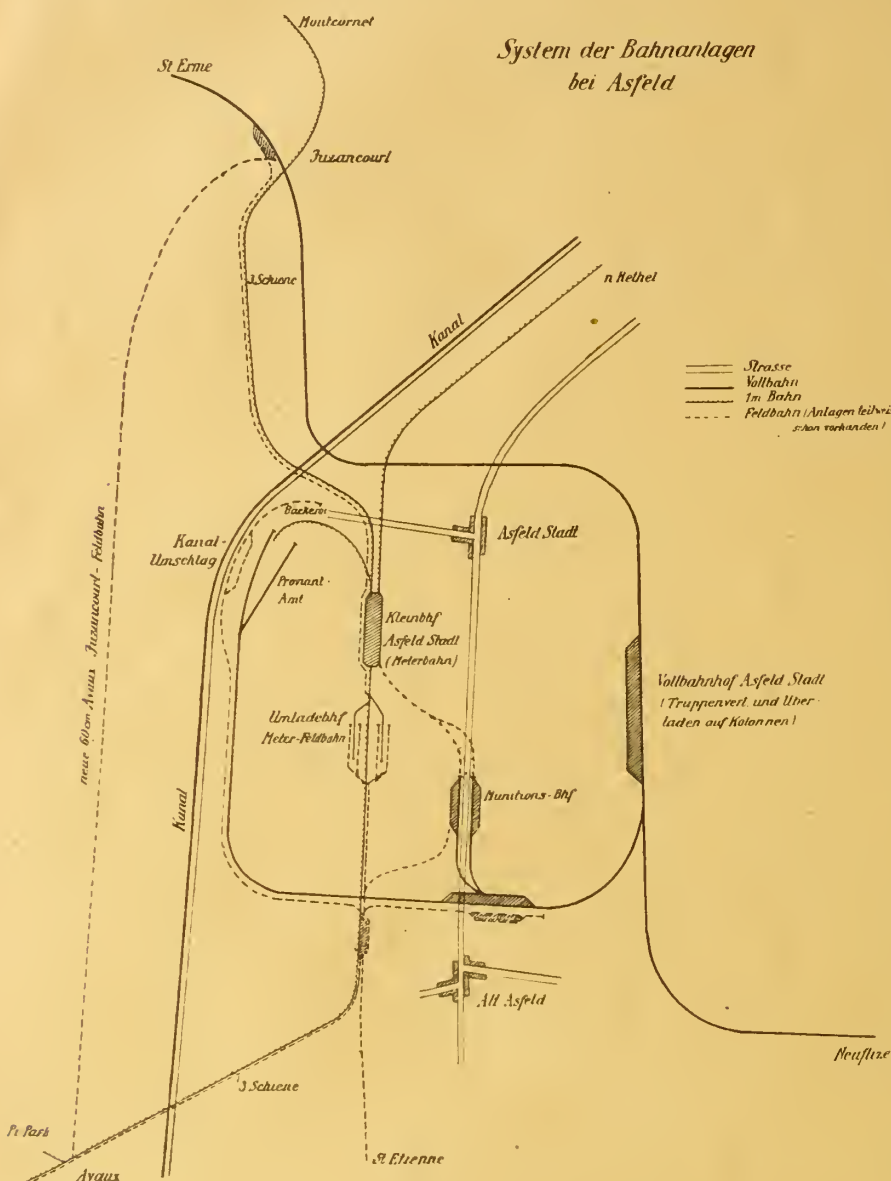 Montcornet
System der Bahnanlagen
bei Asfeld
St Erme
Juzancourt
3. Schiene
n Rethel
Kanal
Strasse
Vollbahn
1m Bahn
Feldbahn (Anlagen teilweis
schon vorhanden)
Bäckerei
Asfeld Stadt
Kanal-
Umschlag
Proviant-
Amt
neue 60cm Avaux Juzancourt-Feldbahn
Kleinbhf
Asfeld Stadt
(Meterbahn)
Vollbahnhof Asfeld Stadt
(Truppenverl. und Über-
laden auf Kolonnen)
Umladebhf
Meter-Feldbahn
Munitions-Bhf
Kanal
Alt Asfeld
Neuflize
3 Schiene
Pi Park
St Etienne
Avaux